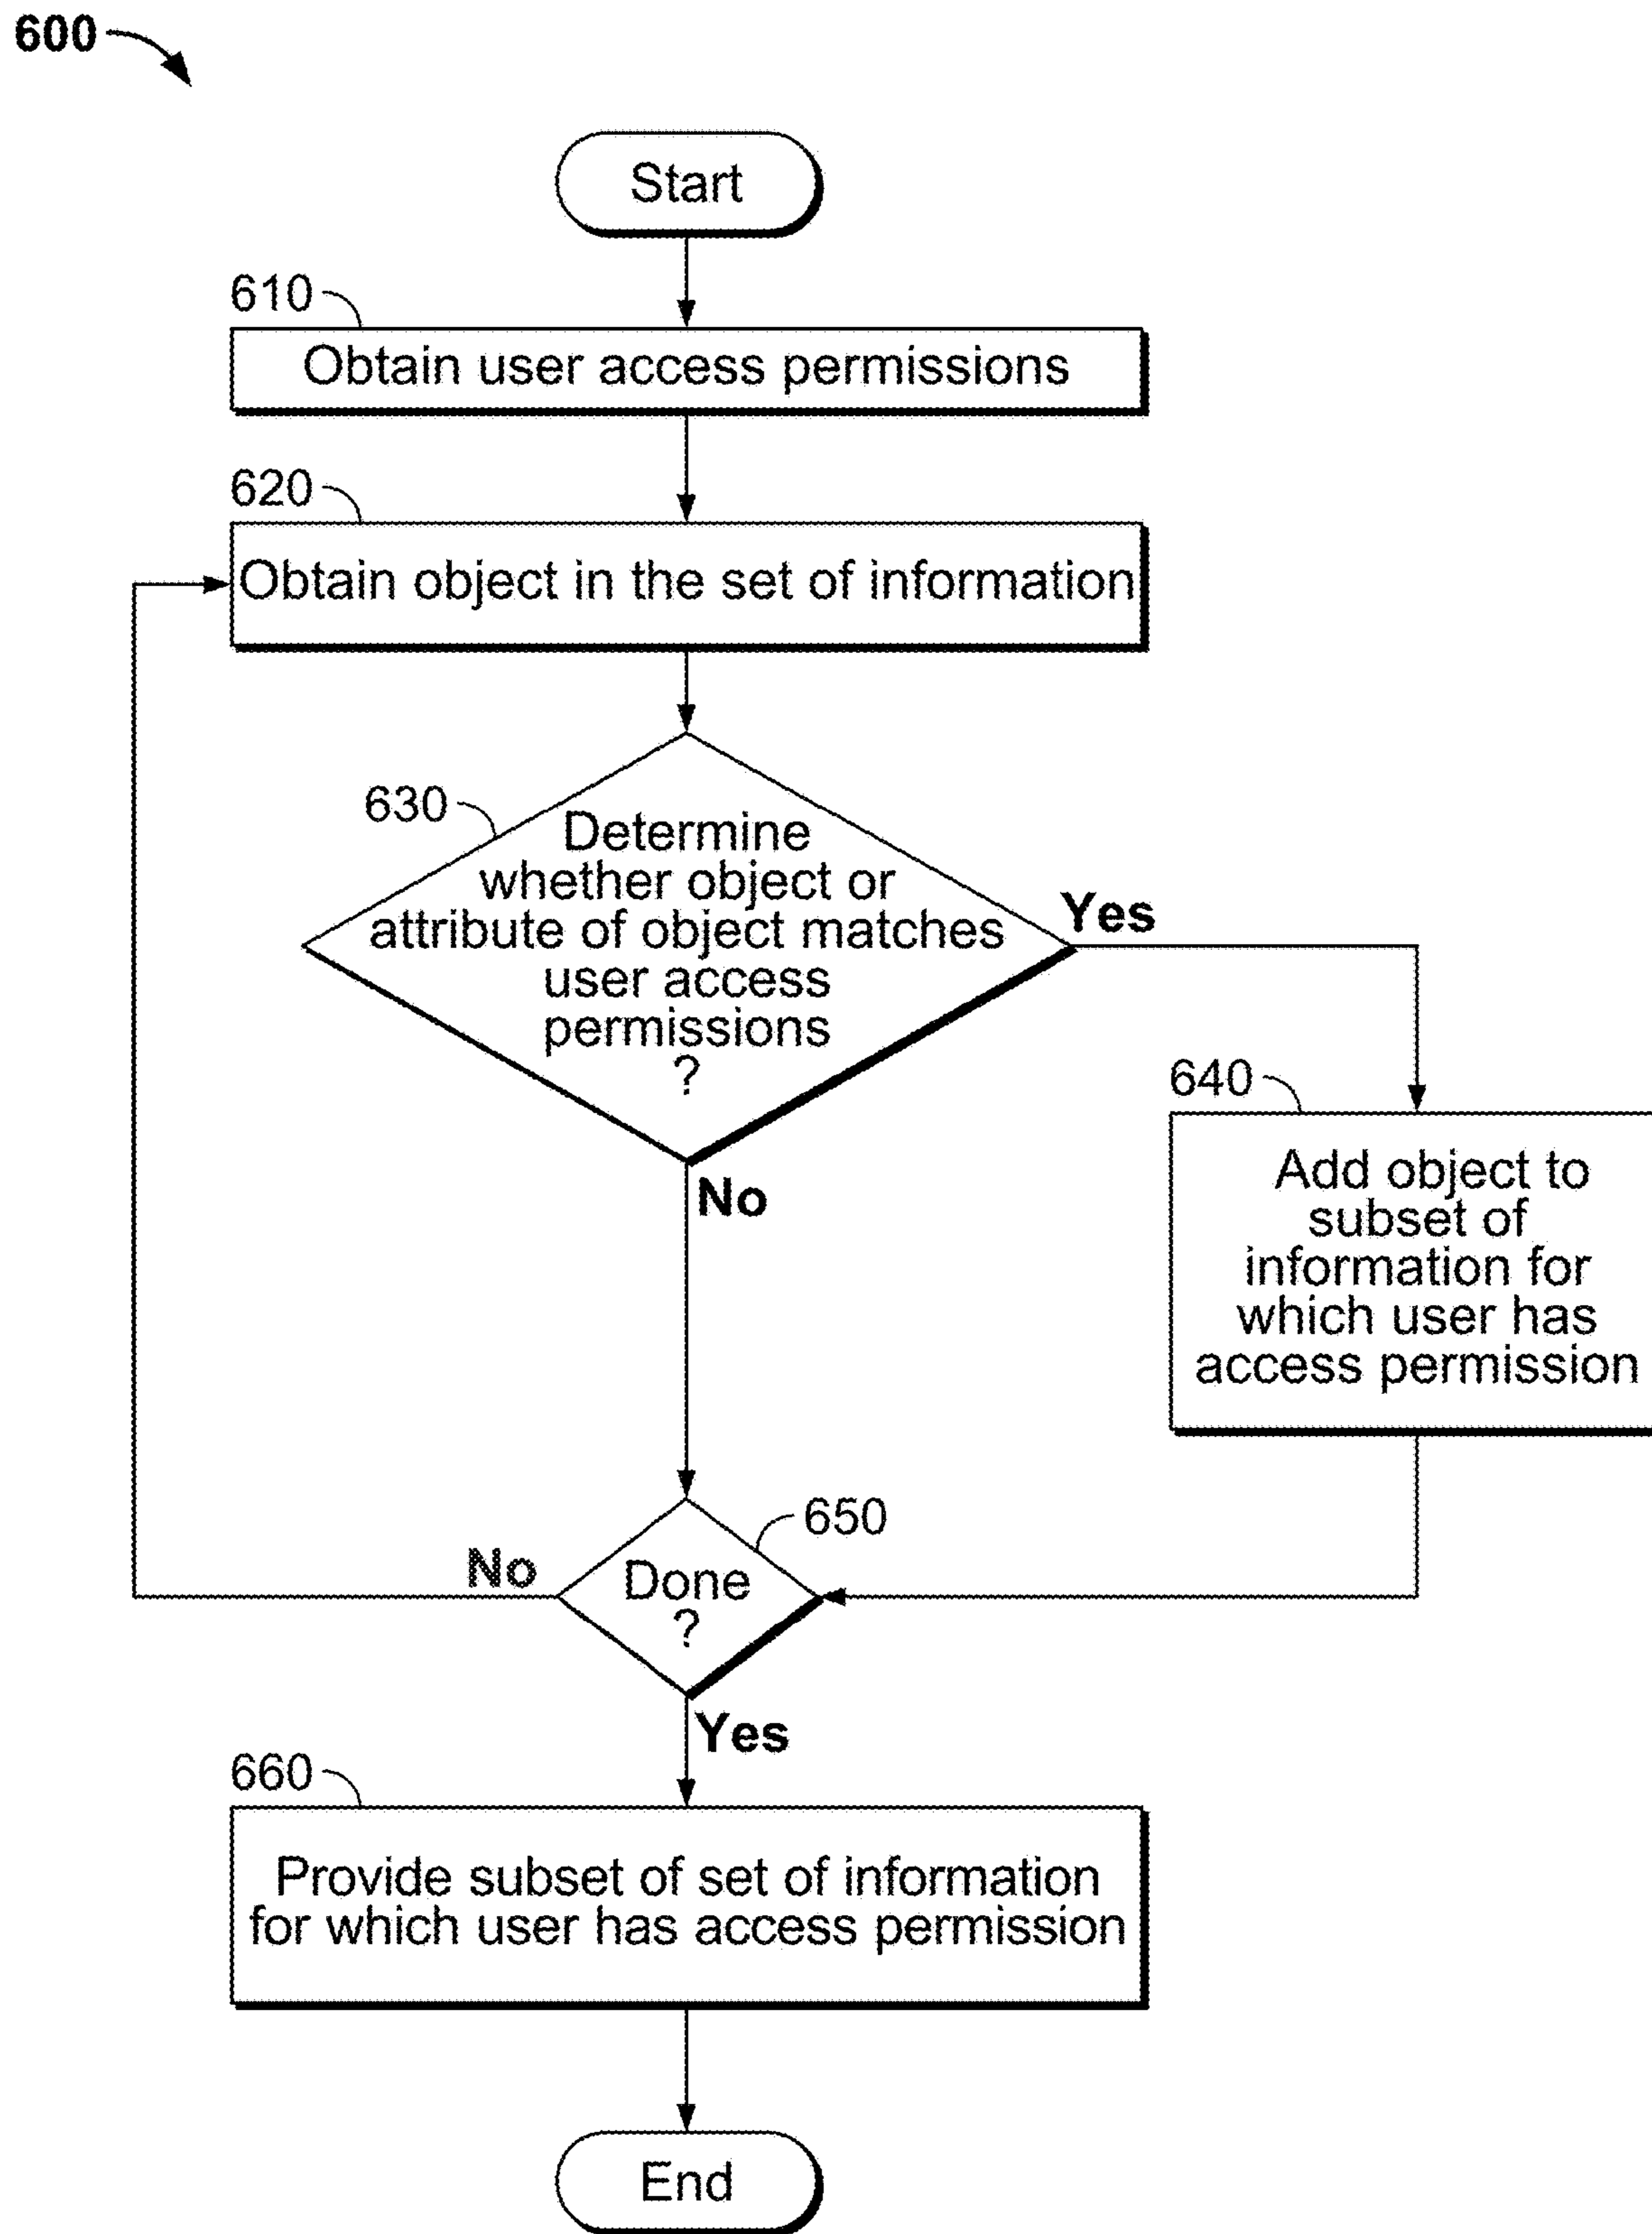 600
Start
610
Obtain user access permissions
620
Obtain object in the set of information
630
Determine
whether object or
attribute of object matches
user access
permissions
?
Yes
No
640
Add object to
subset of
information for
which user has
access permission
650
Done
?
No
Yes
660
Provide subset of set of information
for which user has access permission
End